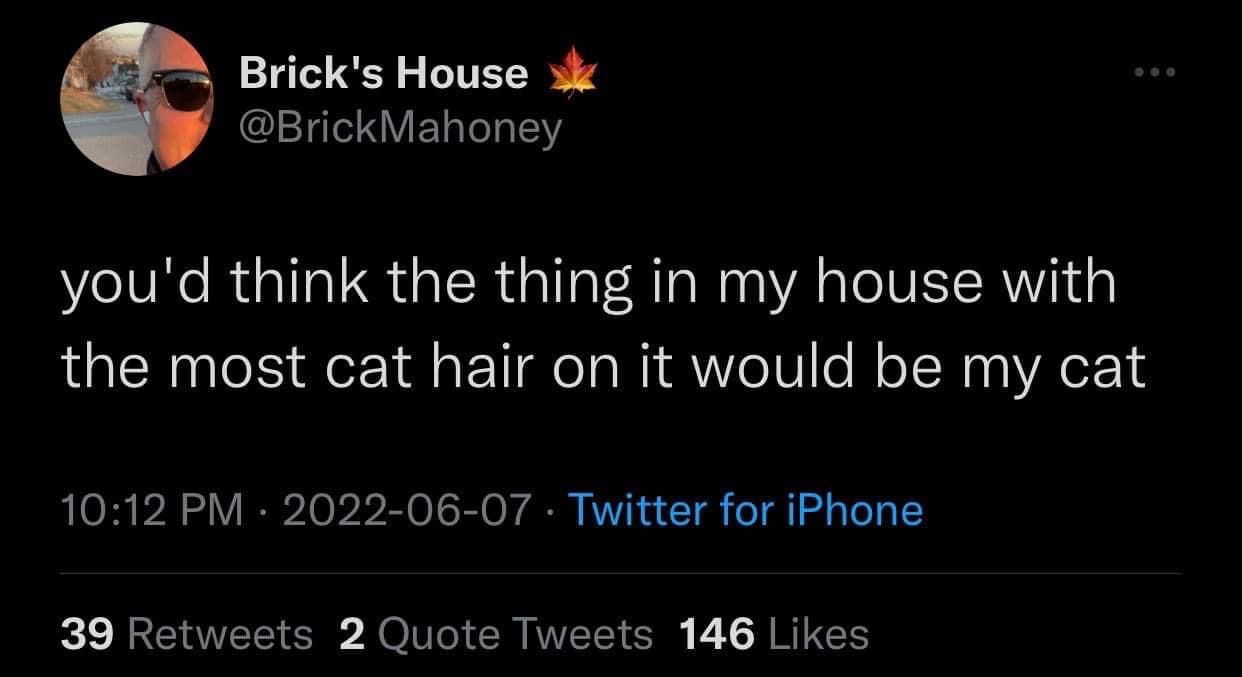 Brick's House 🍁
@BrickMahoney
you'd think the thing in my house with
the most cat hair on it would be my cat
10:12 PM · 2022-06-07 · Twitter for iPhone
39 Retweets 2 Quote Tweets 146 Likes